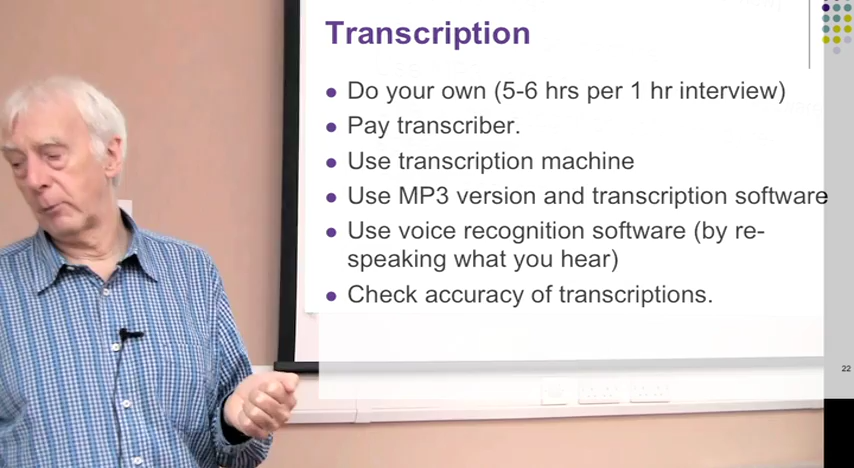 Transcription
Do your own (5-6 hrs per 1 hr interview)
Pay transcriber.
Use transcription machine
Use MP3 version and transcription software
Use voice recognition software (by re-
speaking what you hear)
Check accuracy of transcriptions.
22